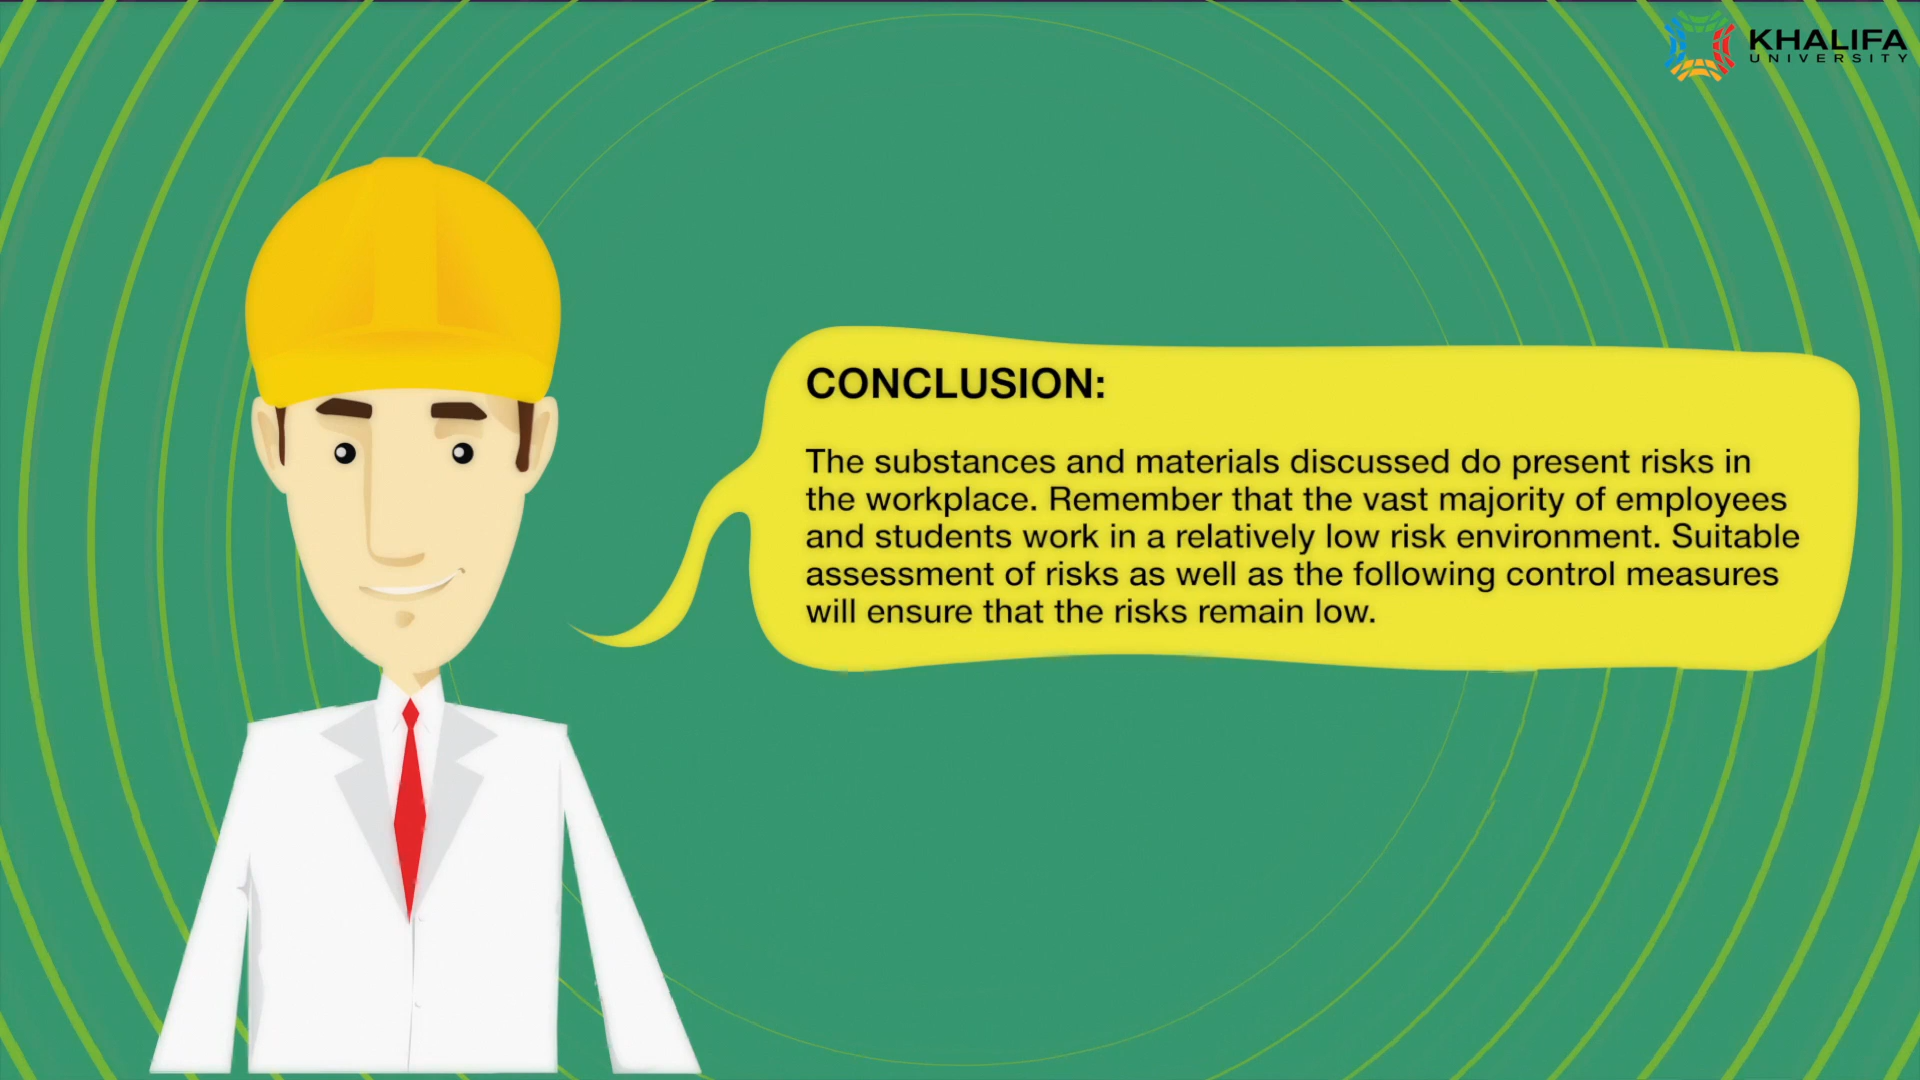 KHALIFA
UNIVERSITY
CONCLUSION:
The substances and materials discussed do present risks in
the workplace. Remember that the vast majority of employees
and students work in a relatively low risk environment. Suitable
assessment of risks as well as the following control measures
will ensure that the risks remain low.